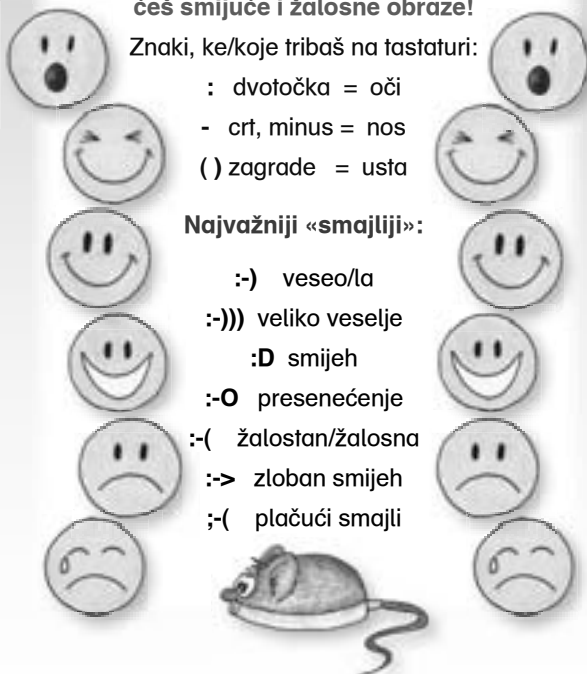 ćeš smijuće i žalosne obraze!
Znaki, ke/koje tribaš na tastaturi:
: dvotočka = oči
- crt, minus = nos
( ) zagrade = usta
Najvažniji «smajliji»:
:-) veseo/la
:-))) veliko veselje
:D smijeh
:-O presenećenje
:-( žalostan/žalosna
:-> zloban smijeh
;-( plačući smajli